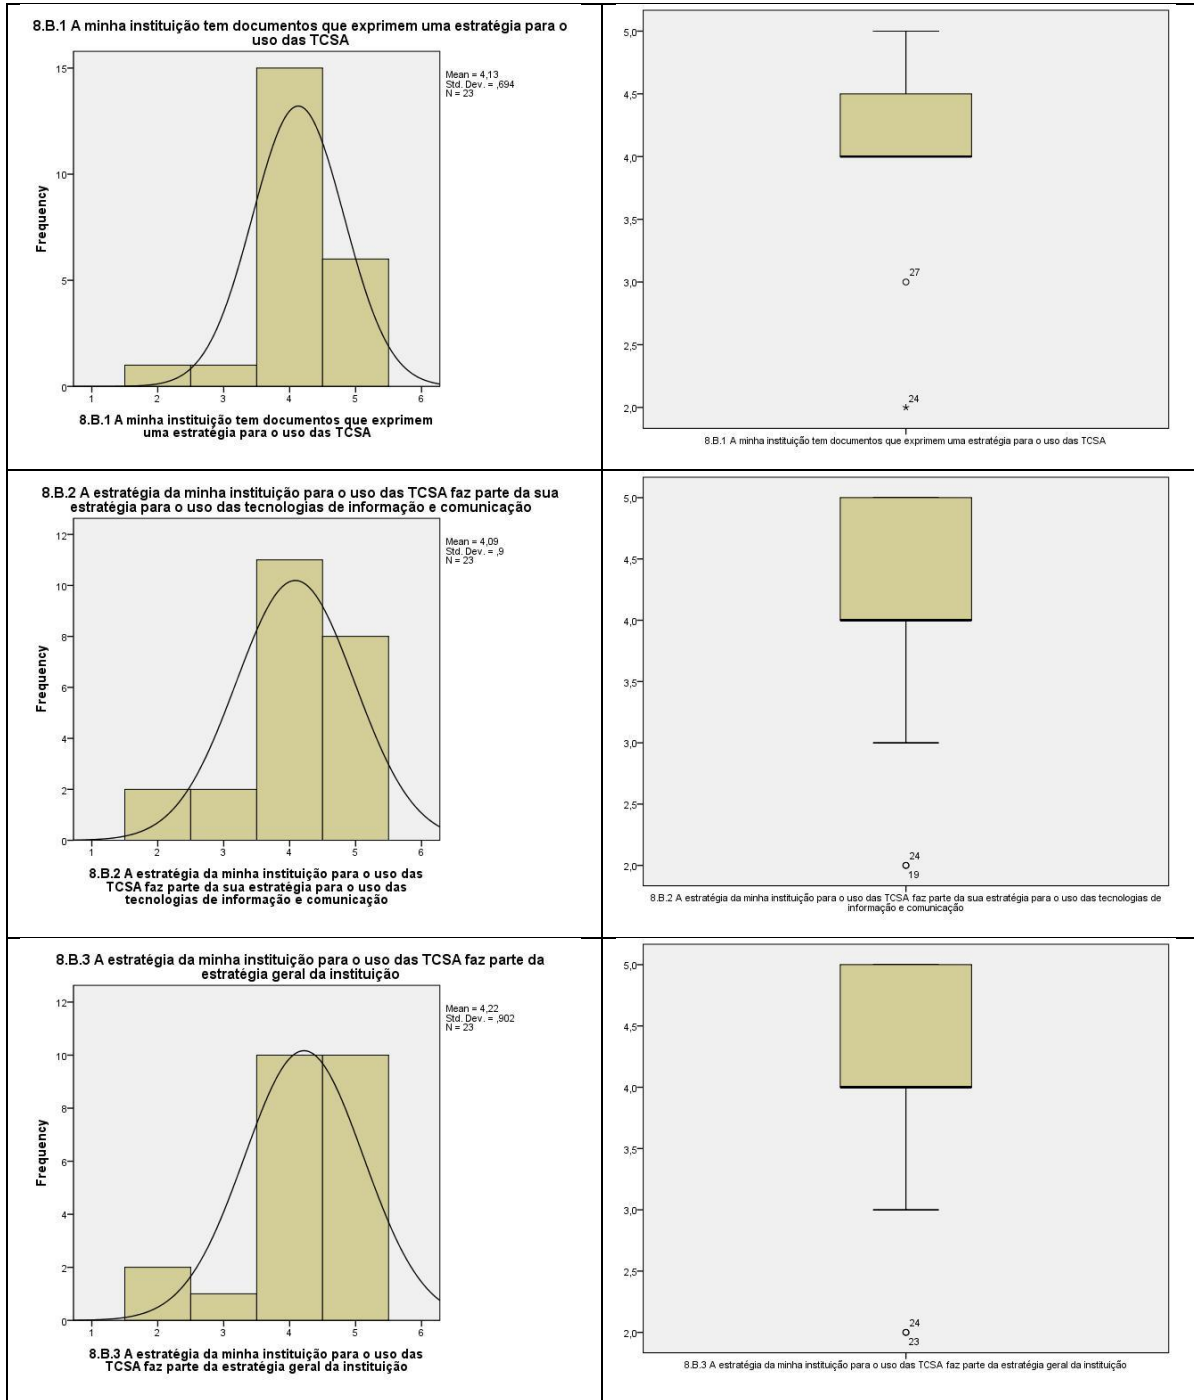 8.B.1 A minha instituição tem documentos que exprimem uma estratégia para o
uso das TCSA
Mean = 4,13
Std. Dev. = ,694
N = 23
15
10
5
0
Frequency
1 2 3 4 5 6
8.B.1 A minha instituição tem documentos que exprimem
uma estratégia para o uso das TCSA
5,0
4,5
4,0
3,5
3,0
2,5
2,0
27
24
8.B.1 A minha instituição tem documentos que exprimem uma estratégia para o uso das TCSA
8.B.2 A estratégia da minha instituição para o uso das TCSA faz parte da sua
estratégia para o uso das tecnologias de informação e comunicação
Mean = 4,09
Std. Dev. = ,9
N = 23
12
10
8
6
4
2
0
Frequency
1 2 3 4 5 6
8.B.2 A estratégia da minha instituição para o uso das
TCSA faz parte da sua estratégia para o uso das
tecnologias de informação e comunicação
5,0
4,5
4,0
3,5
3,0
2,5
2,0
24
19
8.B.2 A estratégia da minha instituição para o uso das TCSA faz parte da sua estratégia para o uso das tecnologias de
informação e comunicação
8.B.3 A estratégia da minha instituição para o uso das TCSA faz parte da
estratégia geral da instituição
Mean = 4,22
Std. Dev. = ,902
N = 23
12
10
8
6
4
2
0
Frequency
1 2 3 4 5 6
8.B.3 A estratégia da minha instituição para o uso das
TCSA faz parte da estratégia geral da instituição
5,0
4,5
4,0
3,5
3,0
2,5
2,0
24
23
8.B.3 A estratégia da minha instituição para o uso das TCSA faz parte da estratégia geral da instituição